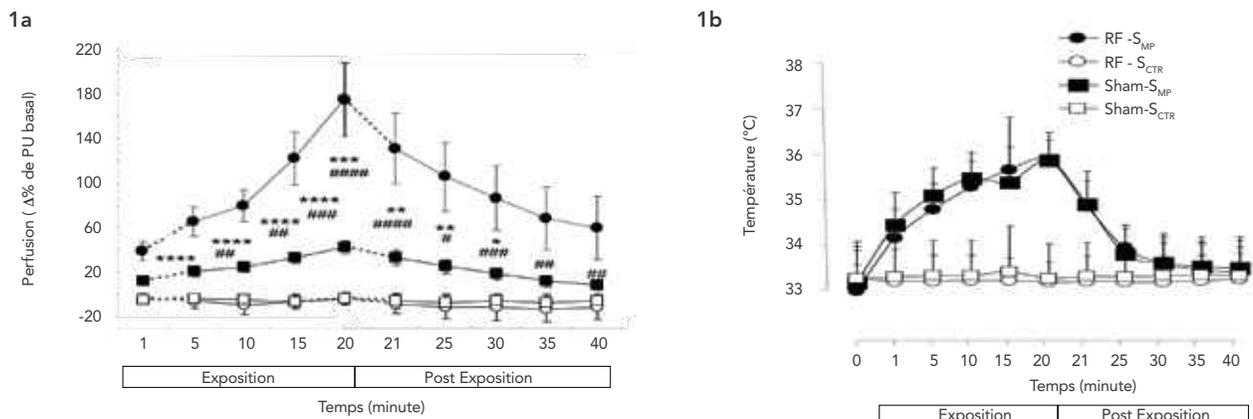 1a
220
180
140
100
60
20
-20
Perfusion ( Δ% de PU basal)
****
****
##
****
##
****
###
***
####
**
####
**
#
*
###
##
##
1 5 10 15 20 21 25 30 35 40
Exposition Post Exposition
Temps (minute)
1b
RF -SMP
RF - SCTR
Sham-SMP
Sham-SCTR
38
37
36
35
34
33
Température (°C)
0 1 5 10 15 20 21 25 30 35 40
Temps (minute)
Exposition Post Exposition